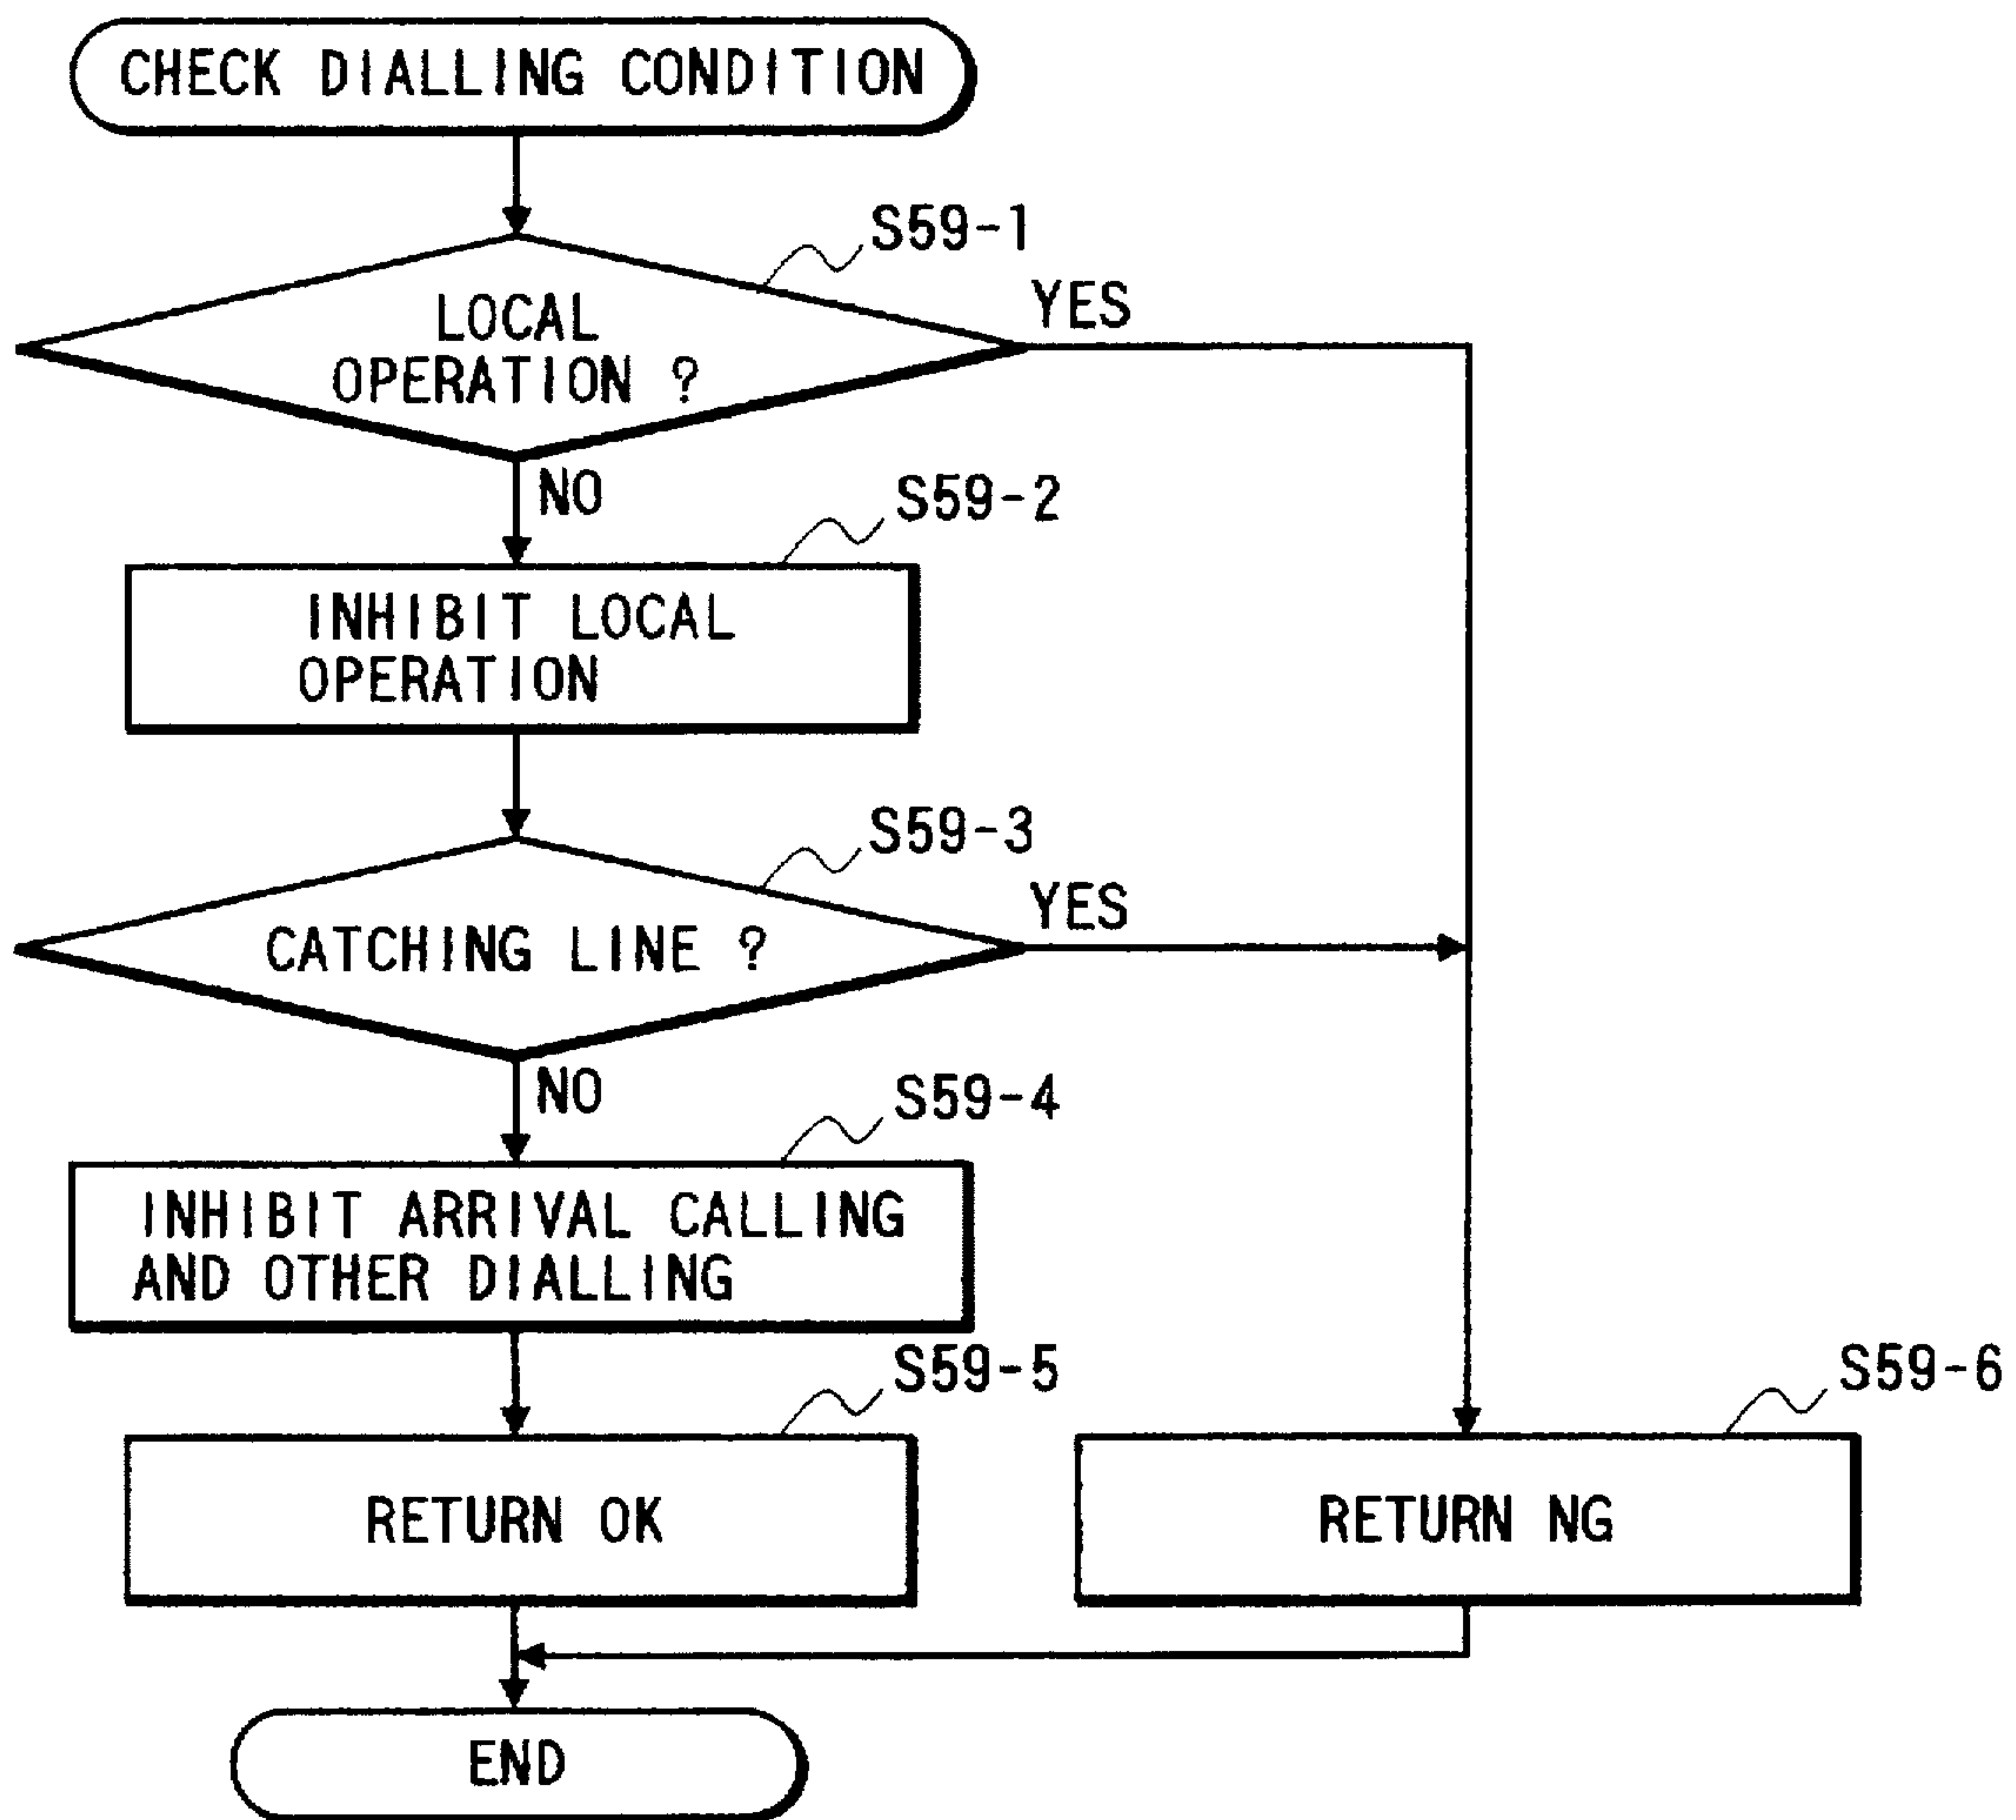 CHECK DIALLING CONDITION
S59-1
LOCAL
OPERATION ?
YES
NO
S59-2
INHIBIT LOCAL
OPERATION
S59-3
CATCHING LINE ?
YES
NO
S59-4
INHIBIT ARRIVAL CALLING
AND OTHER DIALLING
S59-5
RETURN OK
S59-6
RETURN NG
END